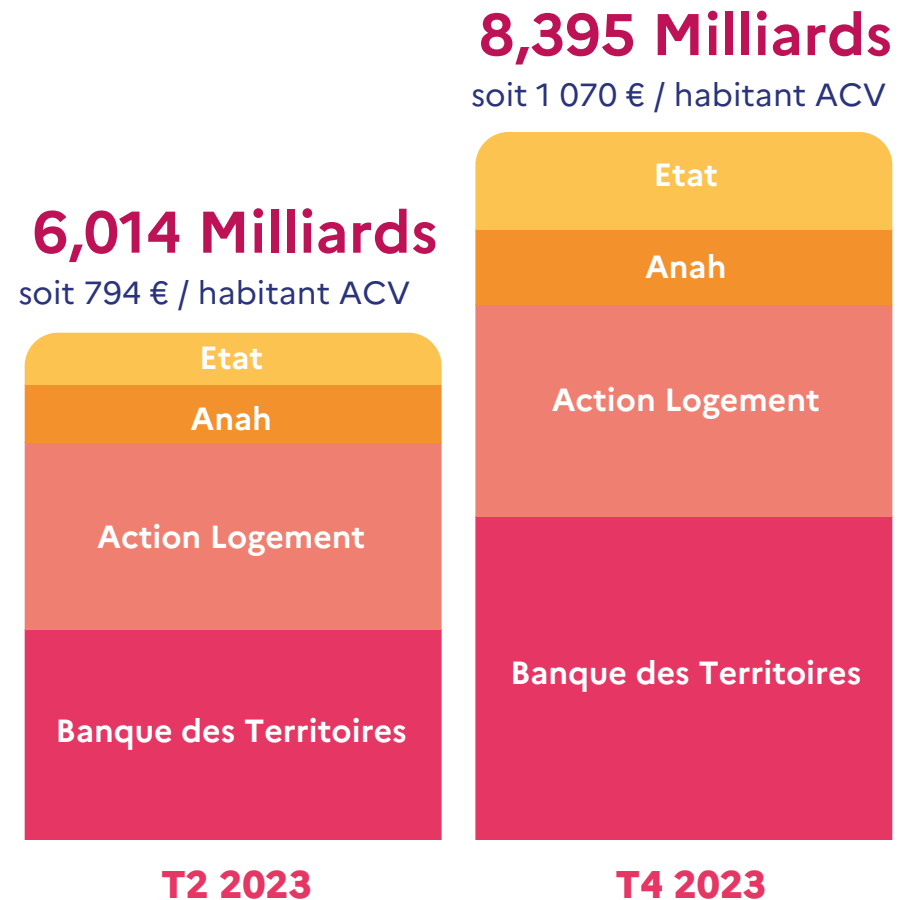 6,014 Milliards
soit 794 € / habitant ACV
Etat
Anah
Action Logement
Banque des Territoires
T2 2023
8,395 Milliards
soit 1 070 € / habitant ACV
Etat
Anah
Action Logement
Banque des Territoires
T4 2023